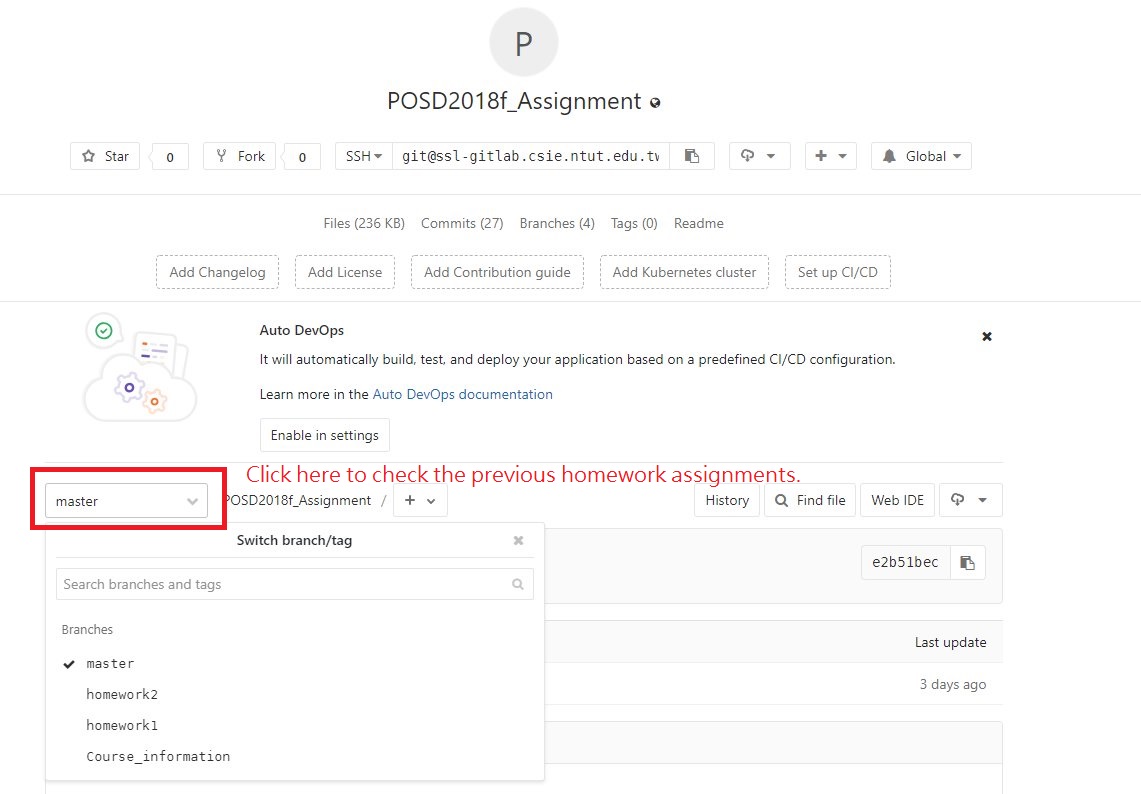 P
POSD2018f_Assignment
Star 0 Fork 0 SSH git@ssl-gitlab.csie.ntut.edu.tw Global
Files (236 KB) Commits (27) Branches (4) Tags (0) Readme
Add Changelog Add License Add Contribution guide Add Kubernetes cluster Set up CI/CD
Auto DevOps
It will automatically build, test, and deploy your application based on a predefined CI/CD configuration.
Learn more in the Auto DevOps documentation
Enable in settings
Click here to check the previous homework assignments.
master POSD2018f_Assignment / + History Find file Web IDE
Switch branch/tag
e2b51bec
Search branches and tags
Branches
Last update
master
3 days ago
homework2
homework1
Course_information